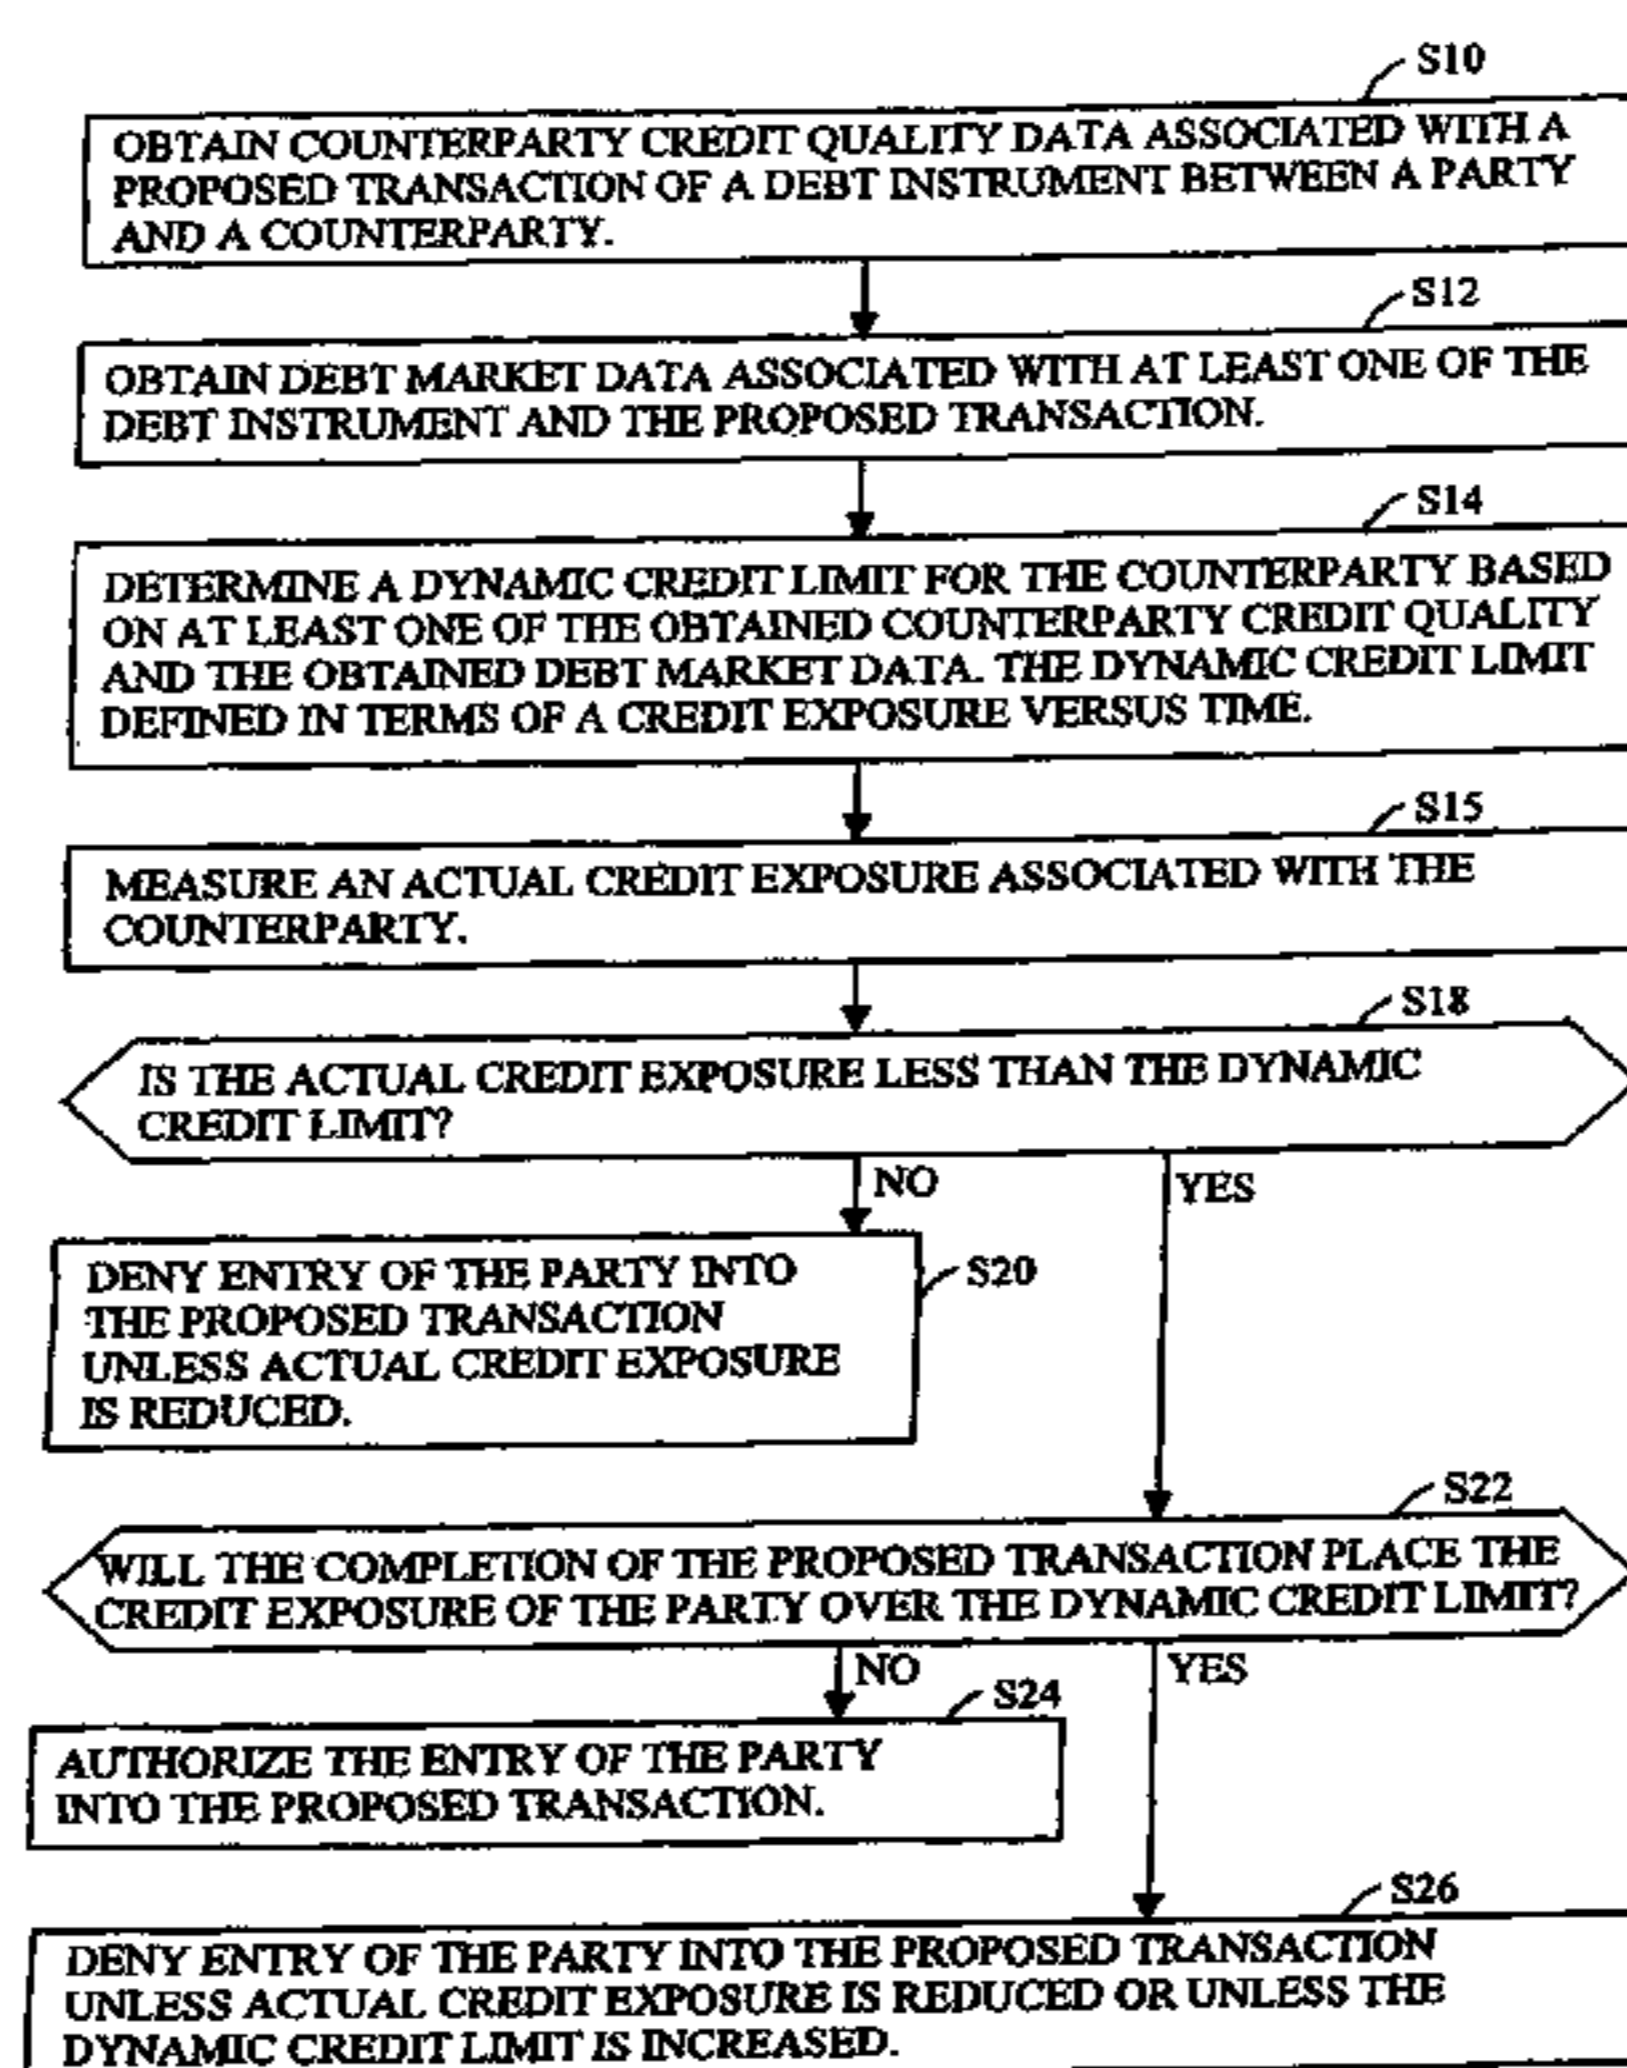 S10
OBTAIN COUNTERPARTY CREDIT QUALITY DATA ASSOCIATED WITH A
PROPOSED TRANSACTION OF A DEBT INSTRUMENT BETWEEN A PARTY
AND A COUNTERPARTY.
S12
OBTAIN DEBT MARKET DATA ASSOCIATED WITH AT LEAST ONE OF THE
DEBT INSTRUMENT AND THE PROPOSED TRANSACTION.
S14
DETERMINE A DYNAMIC CREDIT LIMIT FOR THE COUNTERPARTY BASED
ON AT LEAST ONE OF THE OBTAINED COUNTERPARTY CREDIT QUALITY
AND THE OBTAINED DEBT MARKET DATA. THE DYNAMIC CREDIT LIMIT
DEFINED IN TERMS OF A CREDIT EXPOSURE VERSUS TIME.
S15
MEASURE AN ACTUAL CREDIT EXPOSURE ASSOCIATED WITH THE
COUNTERPARTY.
S18
IS THE ACTUAL CREDIT EXPOSURE LESS THAN THE DYNAMIC
CREDIT LIMIT?
NO
YES
DENY ENTRY OF THE PARTY INTO
THE PROPOSED TRANSACTION
UNLESS ACTUAL CREDIT EXPOSURE
IS REDUCED.
S20
S22
WILL THE COMPLETION OF THE PROPOSED TRANSACTION PLACE THE
CREDIT EXPOSURE OF THE PARTY OVER THE DYNAMIC CREDIT LIMIT?
NO
YES
S24
AUTHORIZE THE ENTRY OF THE PARTY
INTO THE PROPOSED TRANSACTION.
S26
DENY ENTRY OF THE PARTY INTO THE PROPOSED TRANSACTION
UNLESS ACTUAL CREDIT EXPOSURE IS REDUCED OR UNLESS THE
DYNAMIC CREDIT LIMIT IS INCREASED.